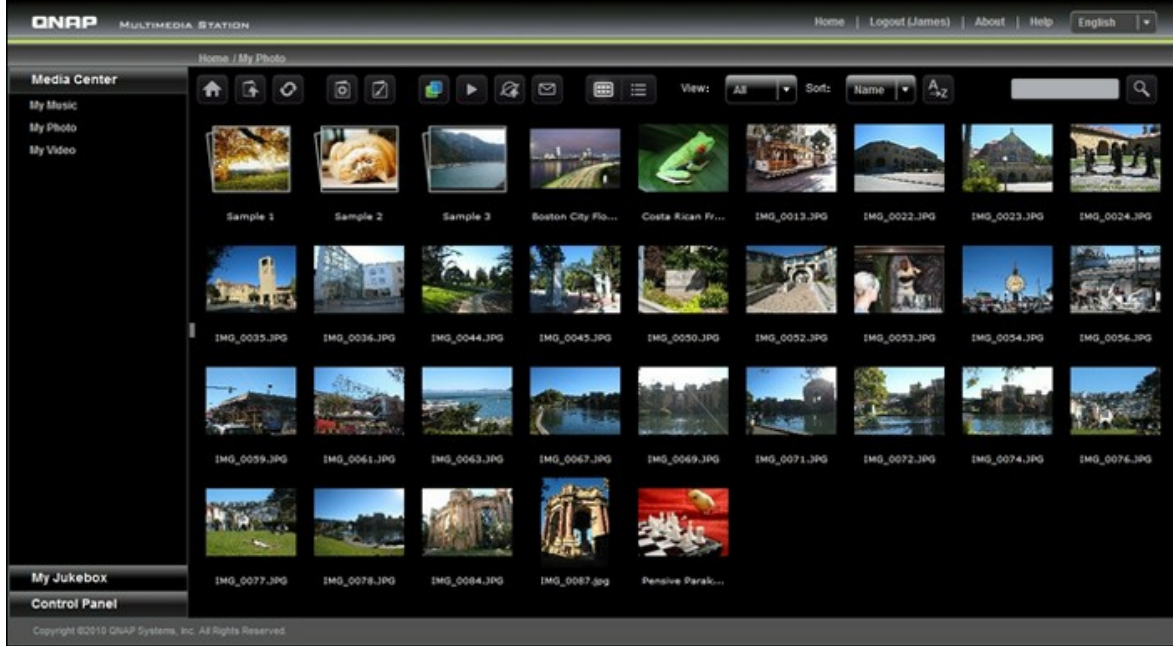 QNAP MULTIMEDIA STATION
Home | Logout (James) | About | Help English
Home / My Photo
Media Center
My Music
My Photo
My Video
View: All Sort: Name A→Z
Sample 1 Sample 2 Sample 3 Boston City Flo... Costa Rican Fr... IMG_0013.JPG IMG_0022.JPG IMG_0023.JPG IMG_0024.JPG
IMG_0035.JPG IMG_0036.JPG IMG_0044.JPG IMG_0045.JPG IMG_0050.JPG IMG_0052.JPG IMG_0053.JPG IMG_0054.JPG IMG_0056.JPG
IMG_0059.JPG IMG_0061.JPG IMG_0063.JPG IMG_0067.JPG IMG_0069.JPG IMG_0071.JPG IMG_0072.JPG IMG_0074.JPG IMG_0076.JPG
IMG_0077.JPG IMG_0078.JPG IMG_0084.JPG IMG_0087.jpg Pensive Parak...
My Jukebox
Control Panel
Copyright ©2010 QNAP Systems, Inc. All Rights Reserved.